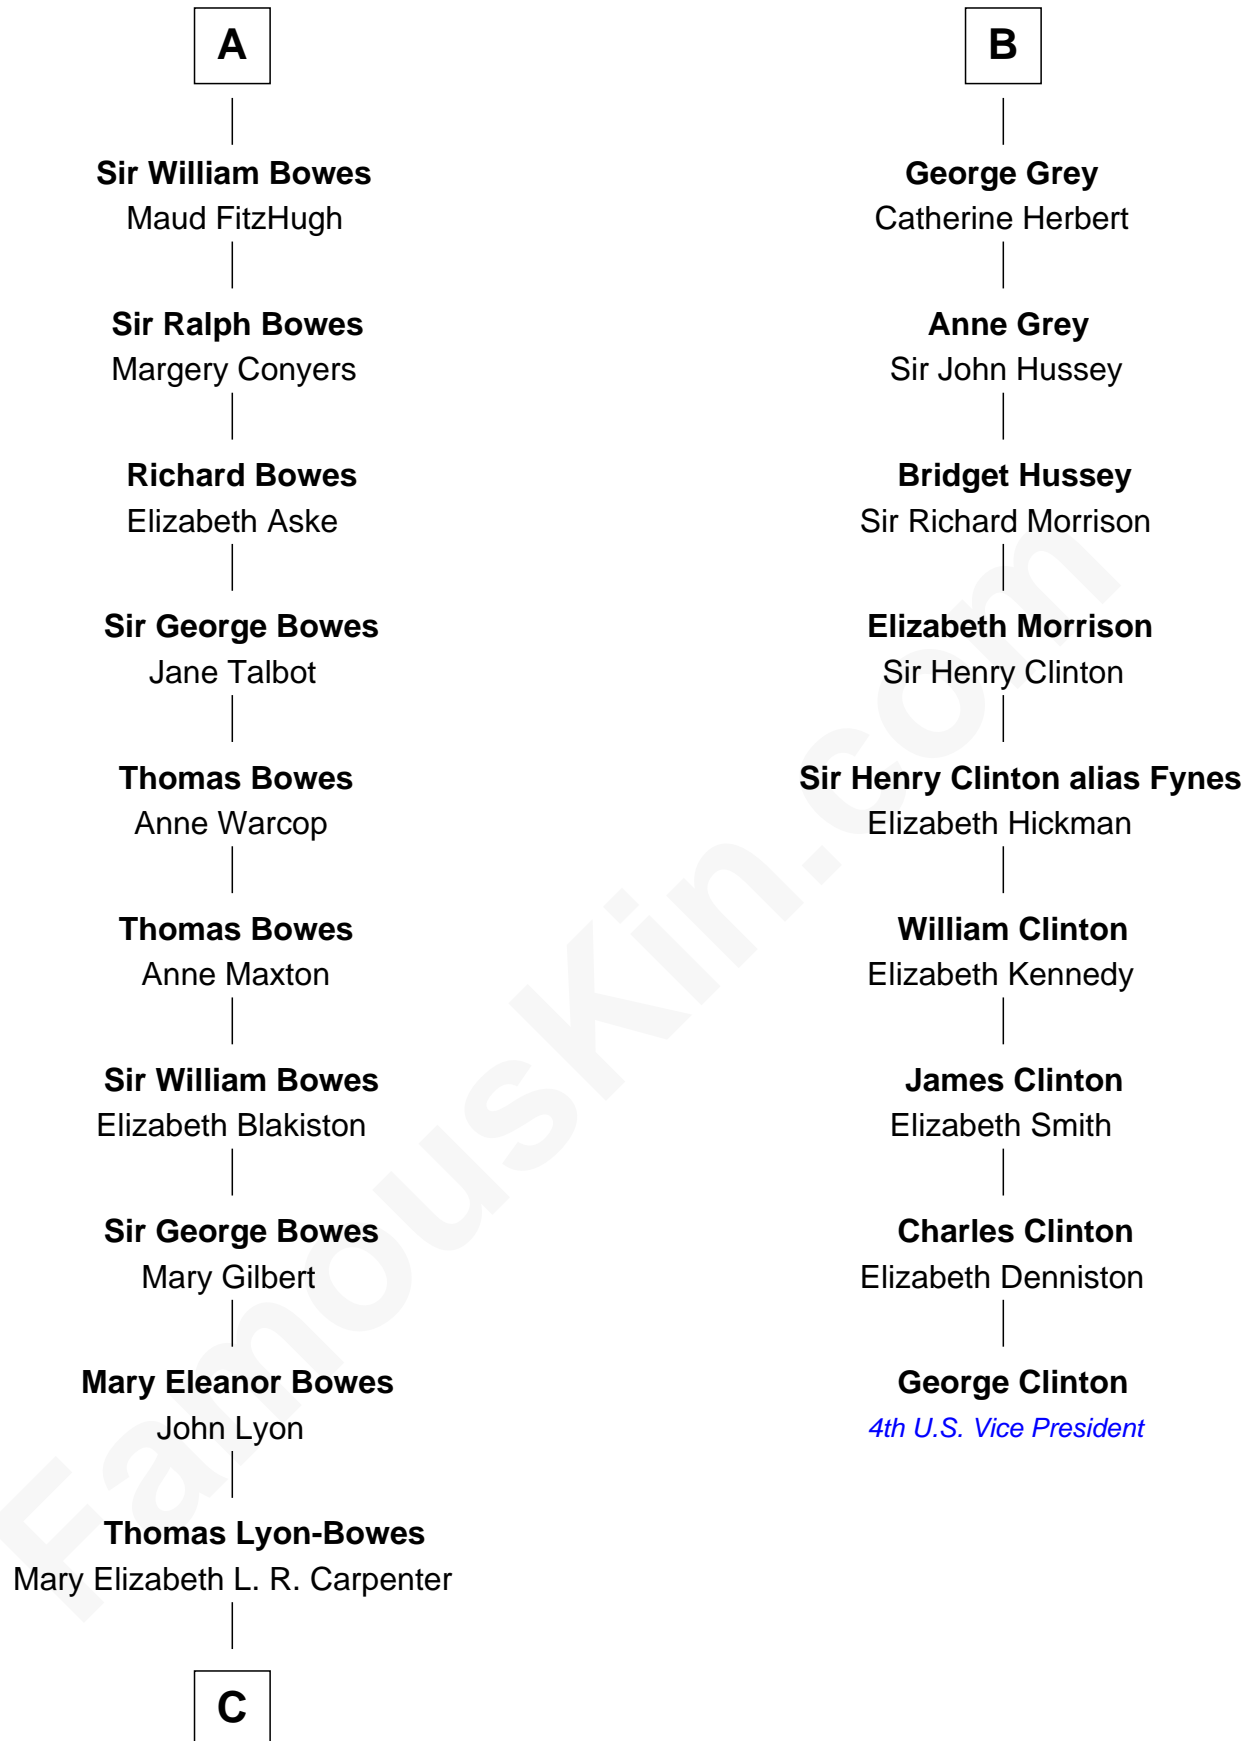 A
Sir William Bowes
Maud FitzHugh
Sir Ralph Bowes
Margery Conyers
Richard Bowes
Elizabeth Aske
Sir George Bowes
Jane Talbot
Thomas Bowes
Anne Warcop
Thomas Bowes
Anne Maxton
Sir William Bowes
Elizabeth Blakiston
Sir George Bowes
Mary Gilbert
Mary Eleanor Bowes
John Lyon
Thomas Lyon-Bowes
Mary Elizabeth L. R. Carpenter
C
B
George Grey
Catherine Herbert
Anne Grey
Sir John Hussey
Bridget Hussey
Sir Richard Morrison
Elizabeth Morrison
Sir Henry Clinton
Sir Henry Clinton alias Fynes
Elizabeth Hickman
William Clinton
Elizabeth Kennedy
James Clinton
Elizabeth Smith
Charles Clinton
Elizabeth Denniston
George Clinton
4th U.S. Vice President
FamousKin.com